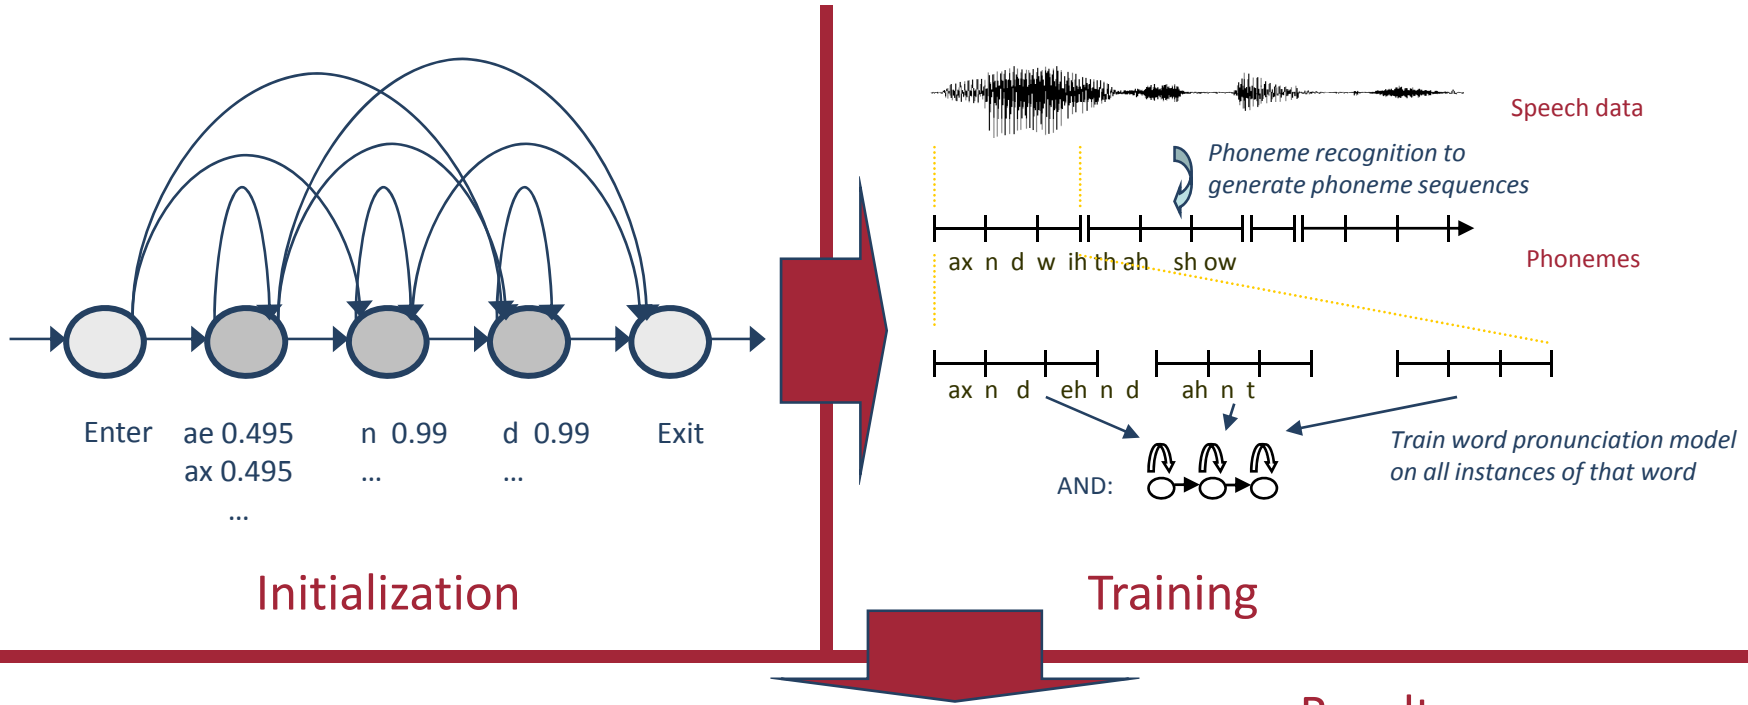 Enter
ae 0.495
ax 0.495
...
n 0.99
...
d 0.99
...
Exit
Initialization
Speech data
Phoneme recognition to
generate phoneme sequences
ax n d w ih th ah sh ow
Phonemes
ax n d eh n d ah n t
Train word pronunciation model
on all instances of that word
AND:
Training